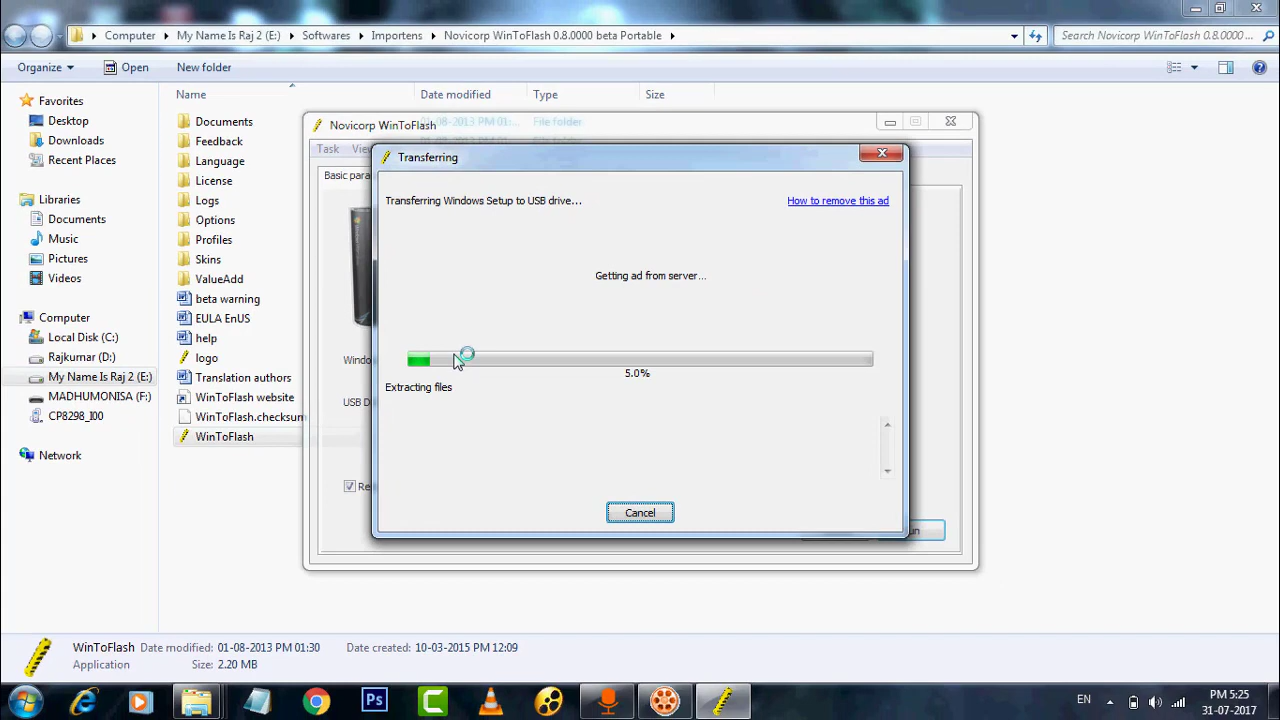 Computer
My Name Is Raj 2 (E:)
Softwares
Importens
Novicorp WinToFlash 0.8.0000 beta Portable
Search Novicorp WinToFlash 0.8.0000 ...
Organize
Open
New folder
Name
Date modified
Type
Size
Favorites
Desktop
Downloads
Recent Places
Libraries
Documents
Music
Pictures
Videos
Computer
Local Disk (C:)
Rajkumar (D:)
My Name Is Raj 2 (E:)
MADHUMONISA (F:)
CP8298_I00
Network
Documents
Feedback
Language
License
Logs
Options
Profiles
Skins
ValueAdd
beta warning
EULA EnUS
help
logo
Translation authors
WinToFlash website
WinToFlash.checksum
WinToFlash
01-08-2013 PM 01:...
File folder
Novicorp WinToFlash
Task
Basic para
Transferring
Transferring Windows Setup to USB drive...
How to remove this ad
Getting ad from server...
5.0%
Extracting files
Cancel
USB D
WinToFlash
Date modified: 01-08-2013 PM 01:30
Date created: 10-03-2015 PM 12:09
Application
Size: 2.20 MB
EN
PM 5:25
31-07-2017